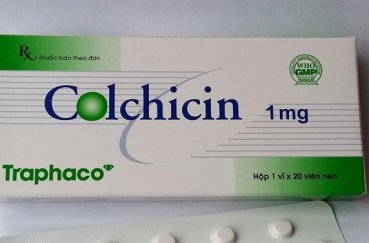 Rx Thuốc bán theo đơn
WHO
GMP
Colchicin 1 mg
Traphaco
Hộp 1 vỉ x 20 viên nén